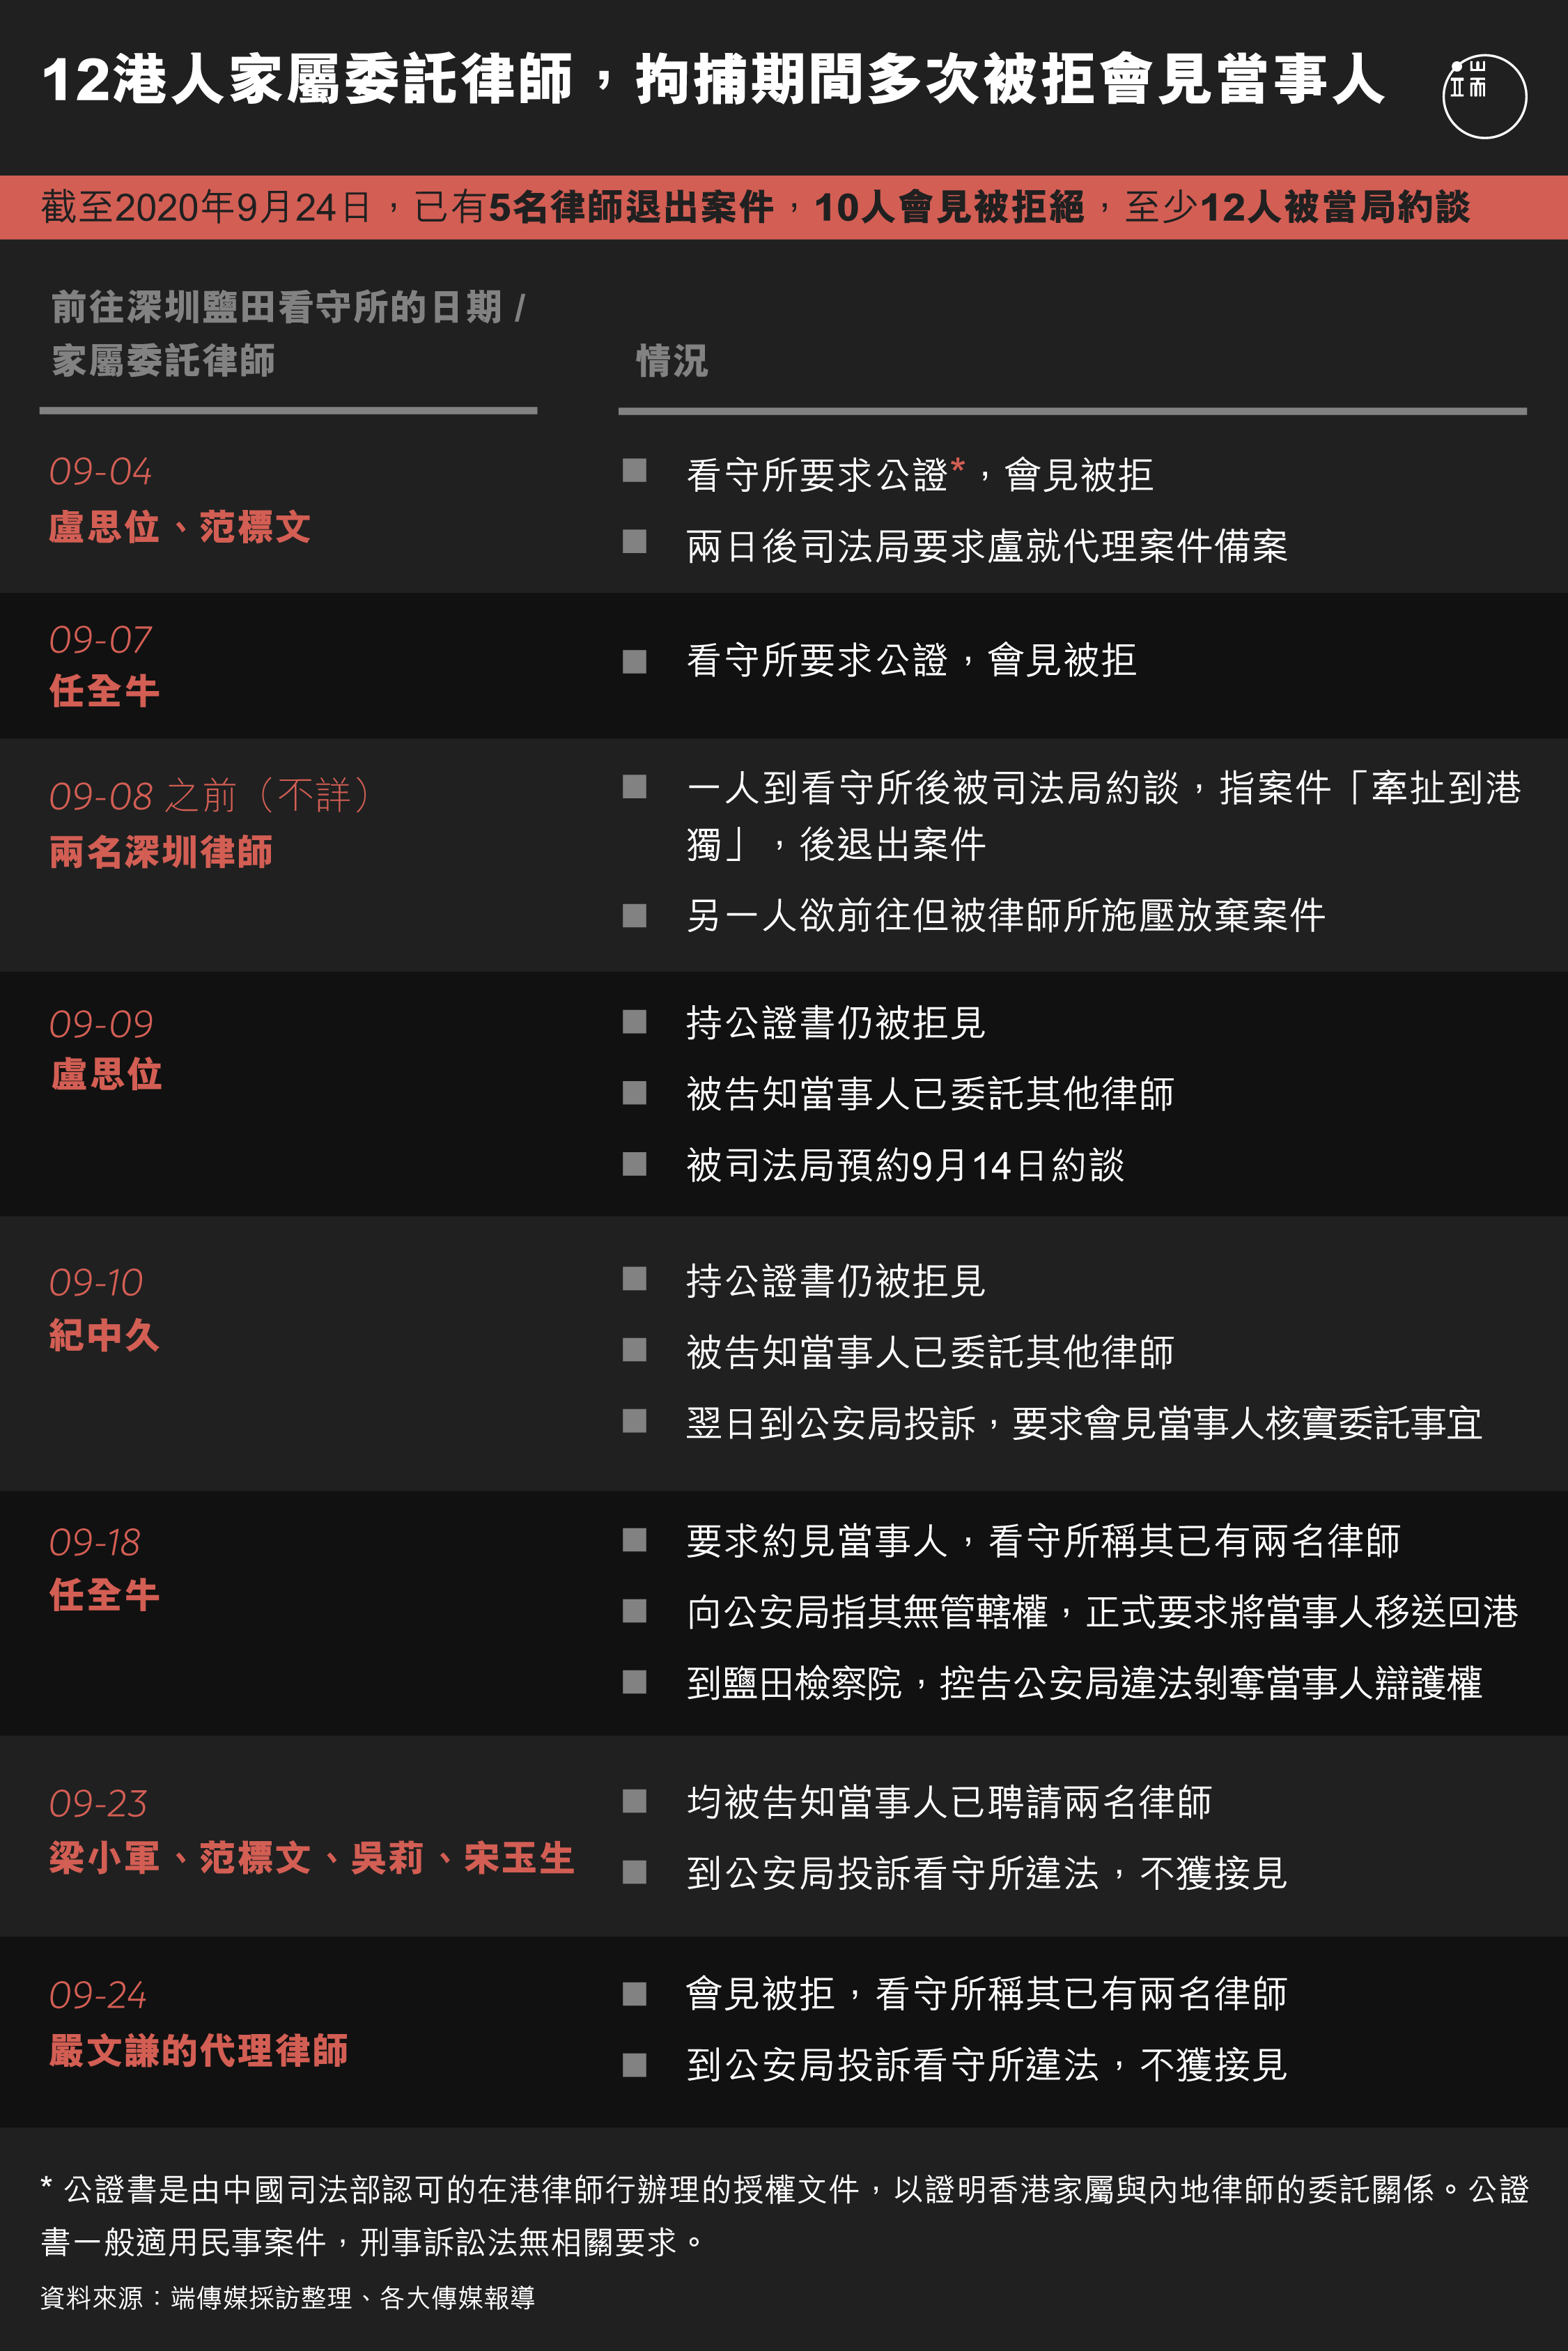 12港人家屬委託律師，拘捕期間多次被拒會見當事人
端
截至2020年9月24日，已有5名律師退出案件，10人會見被拒絕，至少12人被當局約談
前往深圳鹽田看守所的日期 /
家屬委託律師
情況
09-04
盧思位、范標文
■ 看守所要求公證*，會見被拒
■ 兩日後司法局要求盧就代理案件備案
09-07
任全牛
■ 看守所要求公證，會見被拒
09-08 之前（不詳）
兩名深圳律師
■ 一人到看守所後被司法局約談，指案件「牽扯到港
獨」，後退出案件
■ 另一人欲前往但被律師所施壓放棄案件
09-09
盧思位
■ 持公證書仍被拒見
■ 被告知當事人已委託其他律師
■ 被司法局預約9月14日約談
09-10
紀中久
■ 持公證書仍被拒見
■ 被告知當事人已委託其他律師
■ 翌日到公安局投訴，要求會見當事人核實委託事宜
09-18
任全牛
■ 要求約見當事人，看守所稱其已有兩名律師
■ 向公安局指其無管轄權，正式要求將當事人移送回港
■ 到鹽田檢察院，控告公安局違法剝奪當事人辯護權
09-23
梁小軍、范標文、吳莉、宋玉生
■ 均被告知當事人已聘請兩名律師
■ 到公安局投訴看守所違法，不獲接見
09-24
嚴文謙的代理律師
■ 會見被拒，看守所稱其已有兩名律師
■ 到公安局投訴看守所違法，不獲接見
* 公證書是由中國司法部認可的在港律師行辦理的授權文件，以證明香港家屬與內地律師的委託關係。公證
書一般適用民事案件，刑事訴訟法無相關要求。
資料來源：端傳媒採訪整理、各大傳媒報導